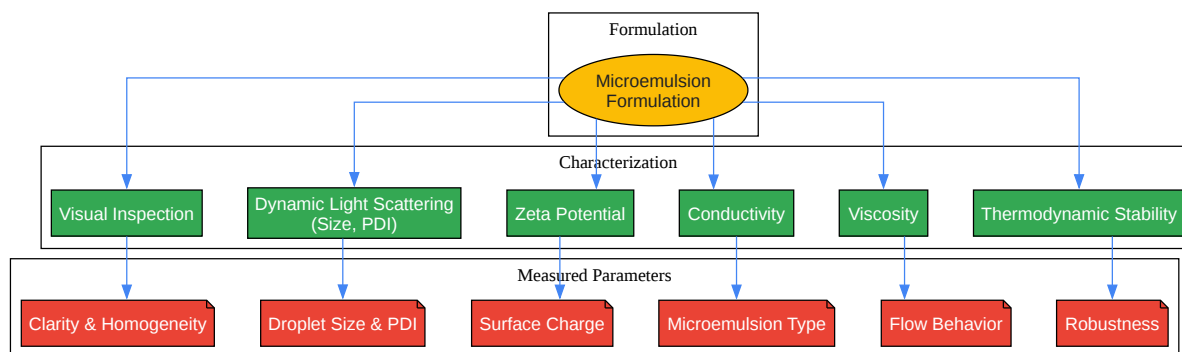 Formulation
Microemulsion
Formulation
Characterization
Visual Inspection
Dynamic Light Scattering
(Size, PDI)
Zeta Potential
Conductivity
Viscosity
Thermodynamic Stability
Measured Parameters
Clarity & Homogeneity
Droplet Size & PDI
Surface Charge
Microemulsion Type
Flow Behavior
Robustness